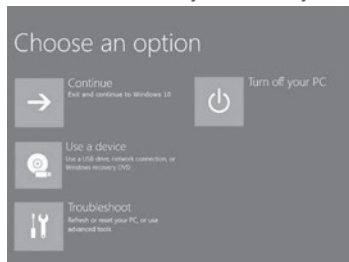 Choose an option
Continue
Exit and continue to Windows 10
Turn off your PC
Use a device
Use a USB drive, network connection, or
Windows recovery DVD
Troubleshoot
Refresh or reset your PC, or use
advanced tools